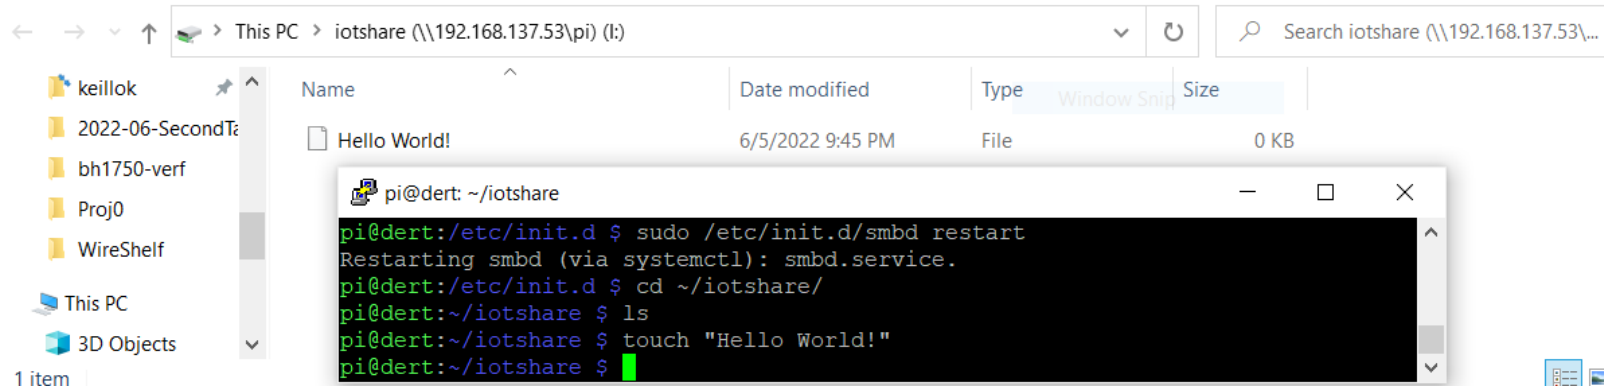 This PC > iotshare (\\192.168.137.53\pi) (I:)
Search iotshare (\\192.168.137.53\...
keillok
2022-06-SecondTa
bh1750-verf
Proj0
WireShelf
This PC
3D Objects
1 item
Name Date modified Type Size
Window Snip
Hello World! 6/5/2022 9:45 PM File 0 KB
pi@dert: ~/iotshare
pi@dert:/etc/init.d $ sudo /etc/init.d/smbd restart
Restarting smbd (via systemctl): smbd.service.
pi@dert:/etc/init.d $ cd ~/iotshare/
pi@dert:~/iotshare $ ls
pi@dert:~/iotshare $ touch "Hello World!"
pi@dert:~/iotshare $